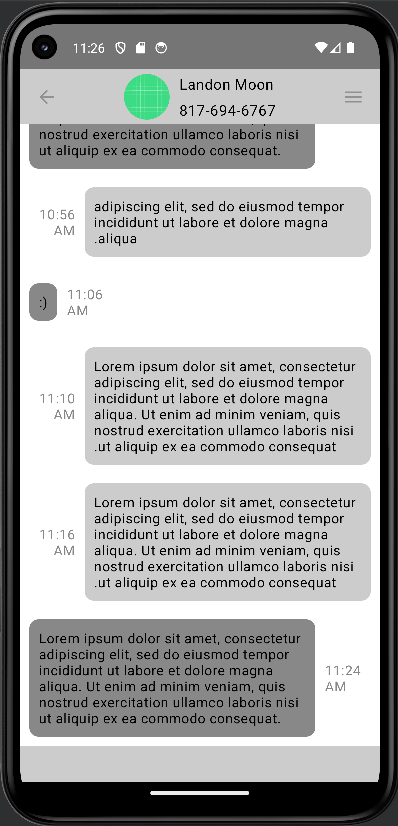 11:26
Landon Moon
817-694-6767
nostrud exercitation ullamco laboris nisi
ut aliquip ex ea commodo consequat.
10:56
AM
adipiscing elit, sed do eiusmod tempor
incididunt ut labore et dolore magna
.aliqua
:)
11:06
AM
11:10
AM
Lorem ipsum dolor sit amet, consectetur
adipiscing elit, sed do eiusmod tempor
incididunt ut labore et dolore magna
aliqua. Ut enim ad minim veniam, quis
nostrud exercitation ullamco laboris nisi
.ut aliquip ex ea commodo consequat
11:16
AM
Lorem ipsum dolor sit amet, consectetur
adipiscing elit, sed do eiusmod tempor
incididunt ut labore et dolore magna
aliqua. Ut enim ad minim veniam, quis
nostrud exercitation ullamco laboris nisi
.ut aliquip ex ea commodo consequat
Lorem ipsum dolor sit amet, consectetur
adipiscing elit, sed do eiusmod tempor
incididunt ut labore et dolore magna
aliqua. Ut enim ad minim veniam, quis
nostrud exercitation ullamco laboris nisi
ut aliquip ex ea commodo consequat.
11:24
AM